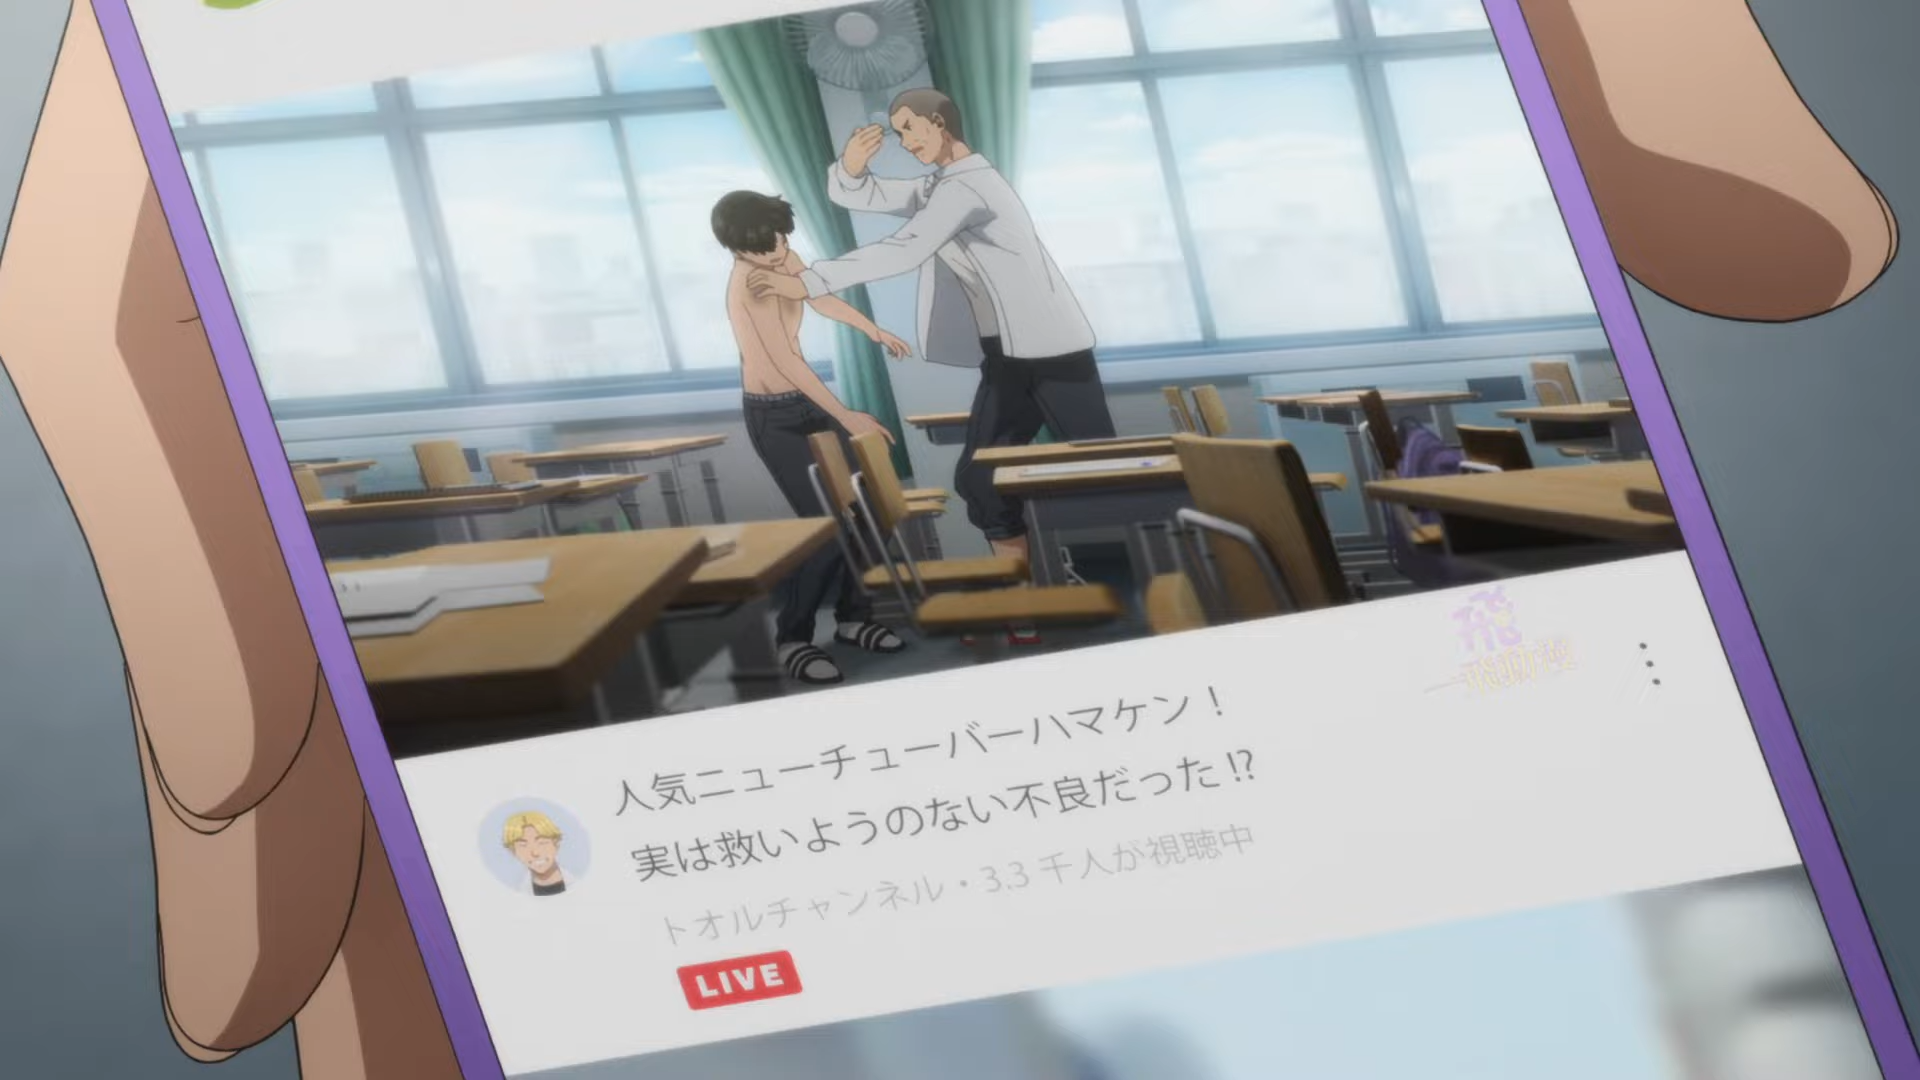 人気ニューチューバーハマケン！
実は救いようのない不良だった!?
トオルチャンネル・3.3千人が視聴中
LIVE